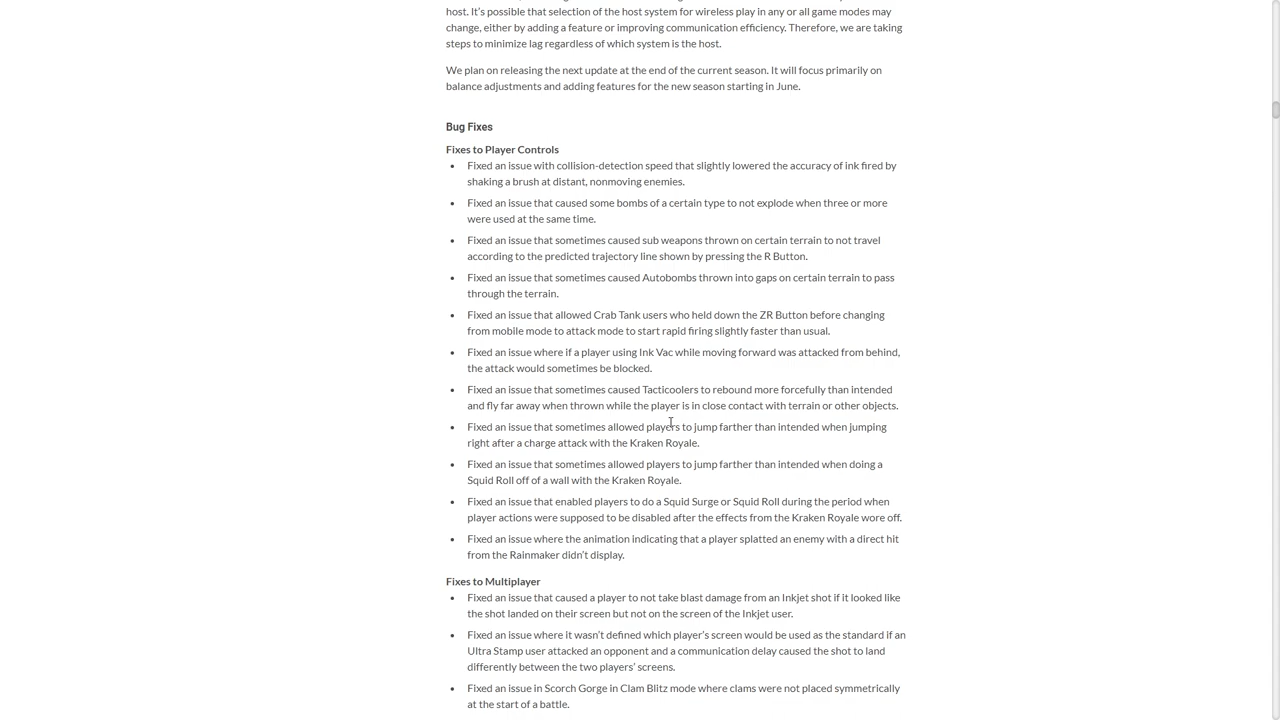 host. It’s possible that selection of the host system for wireless play in any or all game modes may
change, either by adding a feature or improving communication efficiency. Therefore, we are taking
steps to minimize lag regardless of which system is the host.
We plan on releasing the next update at the end of the current season. It will focus primarily on
balance adjustments and adding features for the new season starting in June.
Bug Fixes
Fixes to Player Controls
• Fixed an issue with collision-detection speed that slightly lowered the accuracy of ink fired by
shaking a brush at distant, nonmoving enemies.
• Fixed an issue that caused some bombs of a certain type to not explode when three or more
were used at the same time.
• Fixed an issue that sometimes caused sub weapons thrown on certain terrain to not travel
according to the predicted trajectory line shown by pressing the R Button.
• Fixed an issue that sometimes caused Autobombs thrown into gaps on certain terrain to pass
through the terrain.
• Fixed an issue that allowed Crab Tank users who held down the ZR Button before changing
from mobile mode to attack mode to start rapid firing slightly faster than usual.
• Fixed an issue where if a player using Ink Vac while moving forward was attacked from behind,
the attack would sometimes be blocked.
• Fixed an issue that sometimes caused Tacticoolers to rebound more forcefully than intended
and fly far away when thrown while the player is in close contact with terrain or other objects.
• Fixed an issue that sometimes allowed players to jump farther than intended when jumping
right after a charge attack with the Kraken Royale.
• Fixed an issue that sometimes allowed players to jump farther than intended when doing a
Squid Roll off of a wall with the Kraken Royale.
• Fixed an issue that enabled players to do a Squid Surge or Squid Roll during the period when
player actions were supposed to be disabled after the effects from the Kraken Royale wore off.
• Fixed an issue where the animation indicating that a player splatted an enemy with a direct hit
from the Rainmaker didn’t display.
Fixes to Multiplayer
• Fixed an issue that caused a player to not take blast damage from an Inkjet shot if it looked like
the shot landed on their screen but not on the screen of the Inkjet user.
• Fixed an issue where it wasn’t defined which player’s screen would be used as the standard if an
Ultra Stamp user attacked an opponent and a communication delay caused the shot to land
differently between the two players’ screens.
• Fixed an issue in Scorch Gorge in Clam Blitz mode where clams were not placed symmetrically
at the start of a battle.